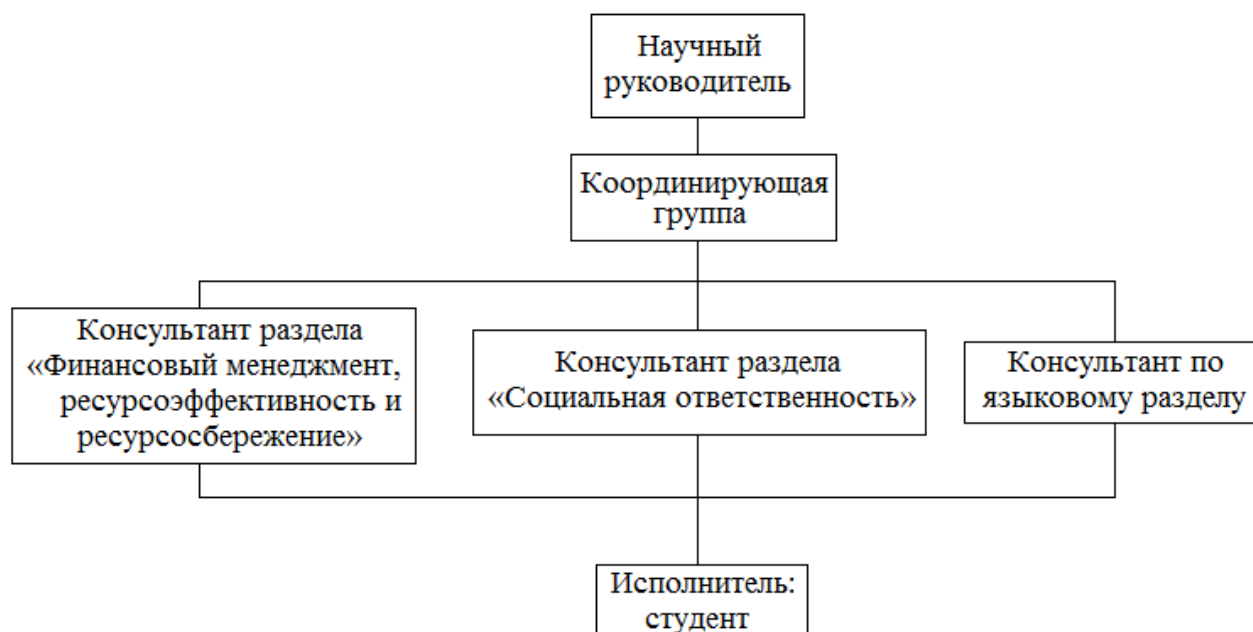 Научный
руководитель
Координирующая
группа
Консультант раздела
«Финансовый менеджмент,
ресурсоэффективность и
ресурсосбережение»
Консультант раздела
«Социальная ответственность»
Консультант по
языковому разделу
Исполнитель:
студент